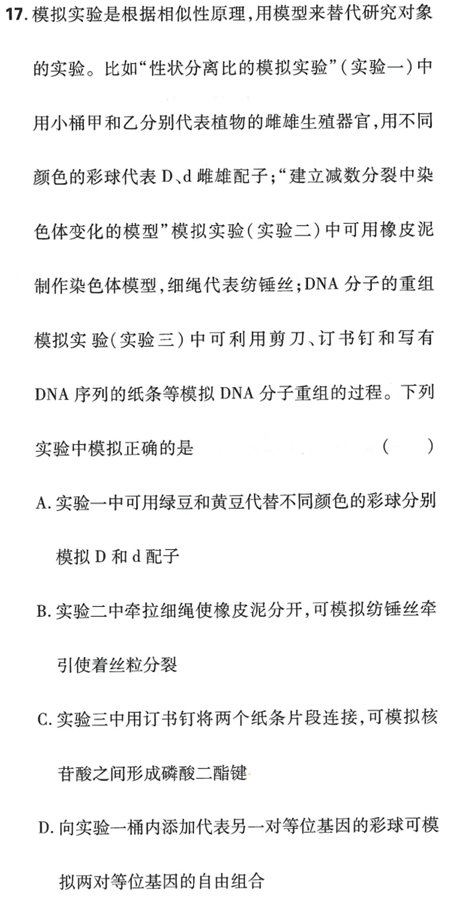 17. 模拟实验是根据相似性原理,用模型来替代研究对象
的实验。比如“性状分离比的模拟实验”(实验一)中
用小桶甲和乙分别代表植物的雌雄生殖器官,用不同
颜色的彩球代表 D、d 雌雄配子;“建立减数分裂中染
色体变化的模型”模拟实验(实验二)中可用橡皮泥
制作染色体模型,细绳代表纺锤丝;DNA 分子的重组
模拟实验(实验三)中可利用剪刀、订书钉和写有
DNA 序列的纸条等模拟 DNA 分子重组的过程。下列
实验中模拟正确的是 ( )
A. 实验一中可用绿豆和黄豆代替不同颜色的彩球分别
模拟 D 和 d 配子
B. 实验二中牵拉细绳使橡皮泥分开,可模拟纺锤丝牵
引使着丝粒分裂
C. 实验三中用订书钉将两个纸条片段连接,可模拟核
苷酸之间形成磷酸二酯键
D. 向实验一桶内添加代表另一对等位基因的彩球可模
拟两对等位基因的自由组合